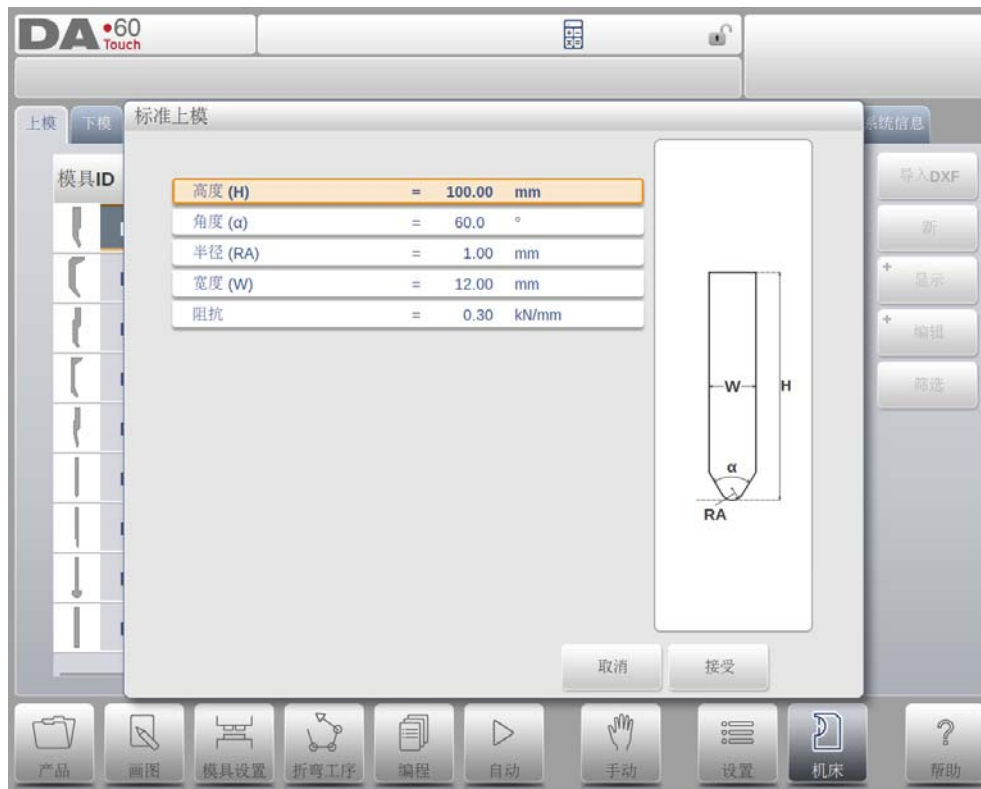 DA 60
Touch
上模
下模
标准上模
系统信息
模具ID
高度 (H) = 100.00 mm
角度 (α) = 60.0 °
半径 (RA) = 1.00 mm
宽度 (W) = 12.00 mm
阻抗 = 0.30 kN/mm
W
H
α
RA
取消
接受
导入DXF
新
+ 显示
+ 编辑
筛选
产品
画图
模具设置
折弯工序
编程
自动
手动
设置
机床
?
帮助